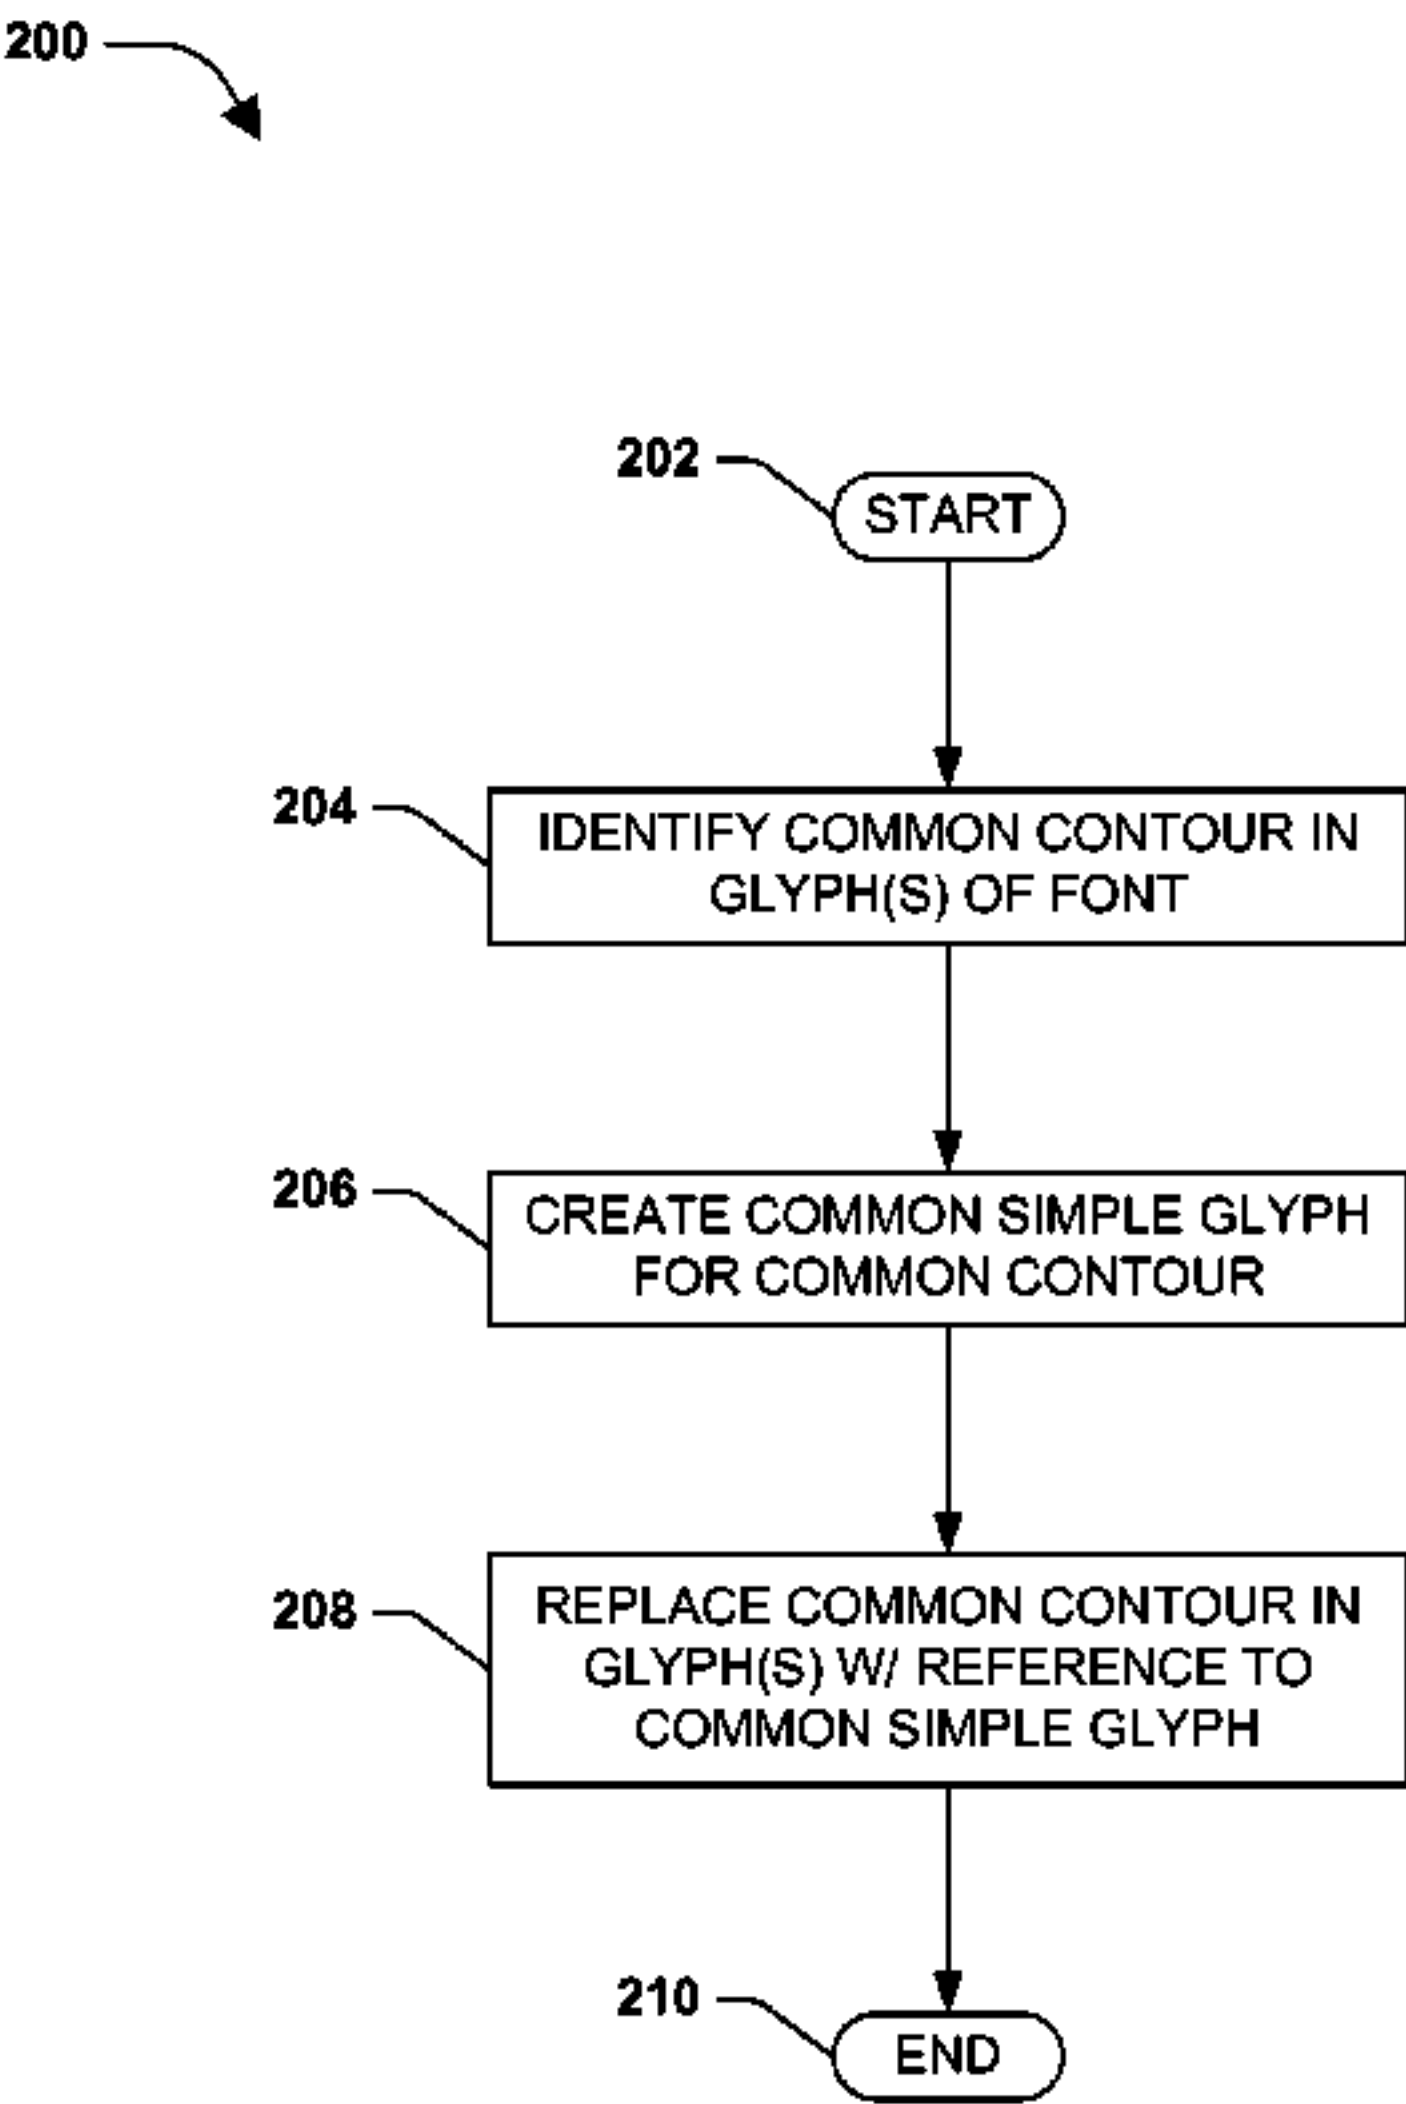 200
202
START
204
IDENTIFY COMMON CONTOUR IN
GLYPH(S) OF FONT
206
CREATE COMMON SIMPLE GLYPH
FOR COMMON CONTOUR
208
REPLACE COMMON CONTOUR IN
GLYPH(S) W/ REFERENCE TO
COMMON SIMPLE GLYPH
210
END